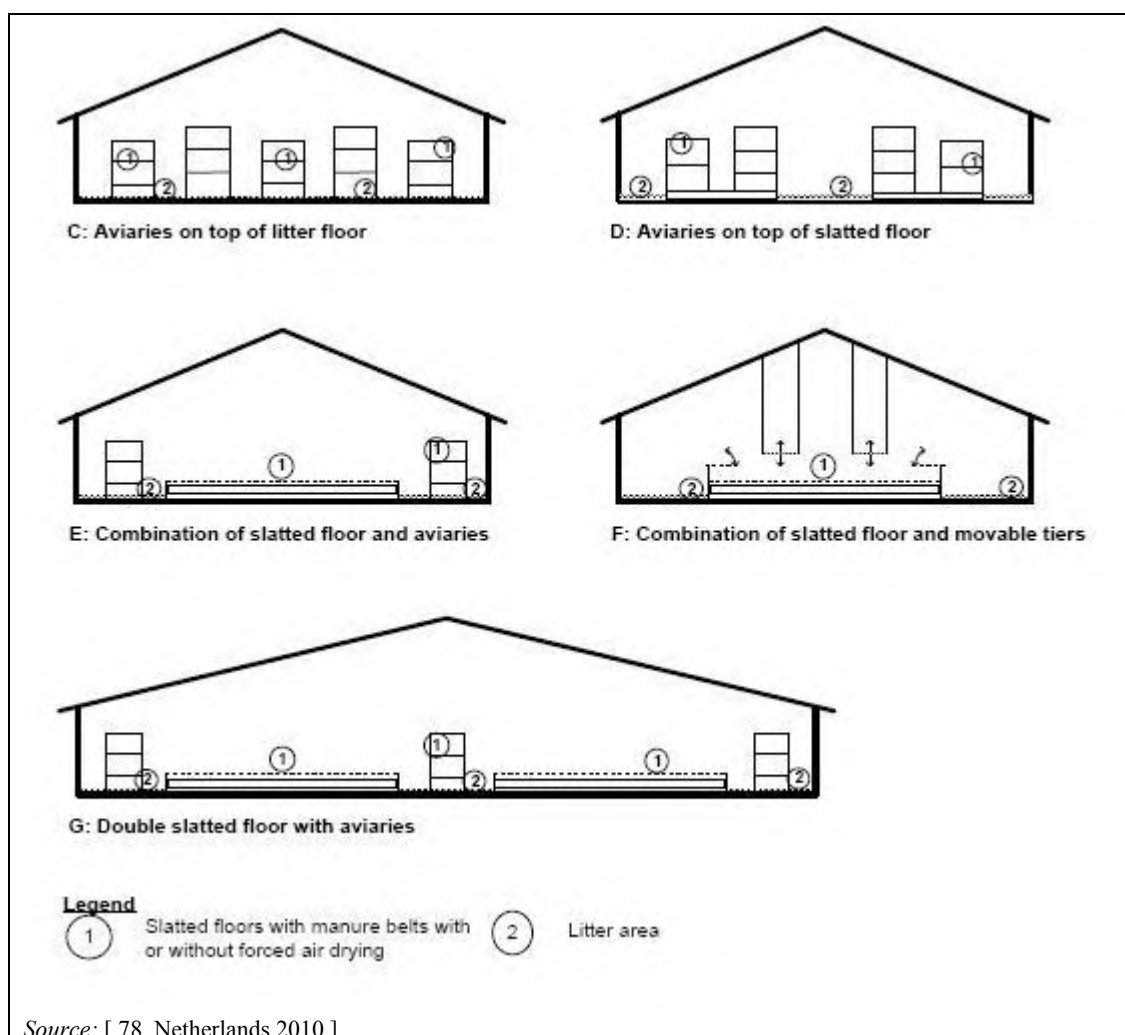 1
1
1
2
2
C: Aviaries on top of litter floor
1
1
2
2
D: Aviaries on top of slatted floor
1
1
2
2
E: Combination of slatted floor and aviaries
1
2
2
F: Combination of slatted floor and movable tiers
1
1
1
2
2
2
G: Double slatted floor with aviaries
Legend
1
Slatted floors with manure belts with
or without forced air drying
2
Litter area
Source: [ 78, Netherlands 2010 ]